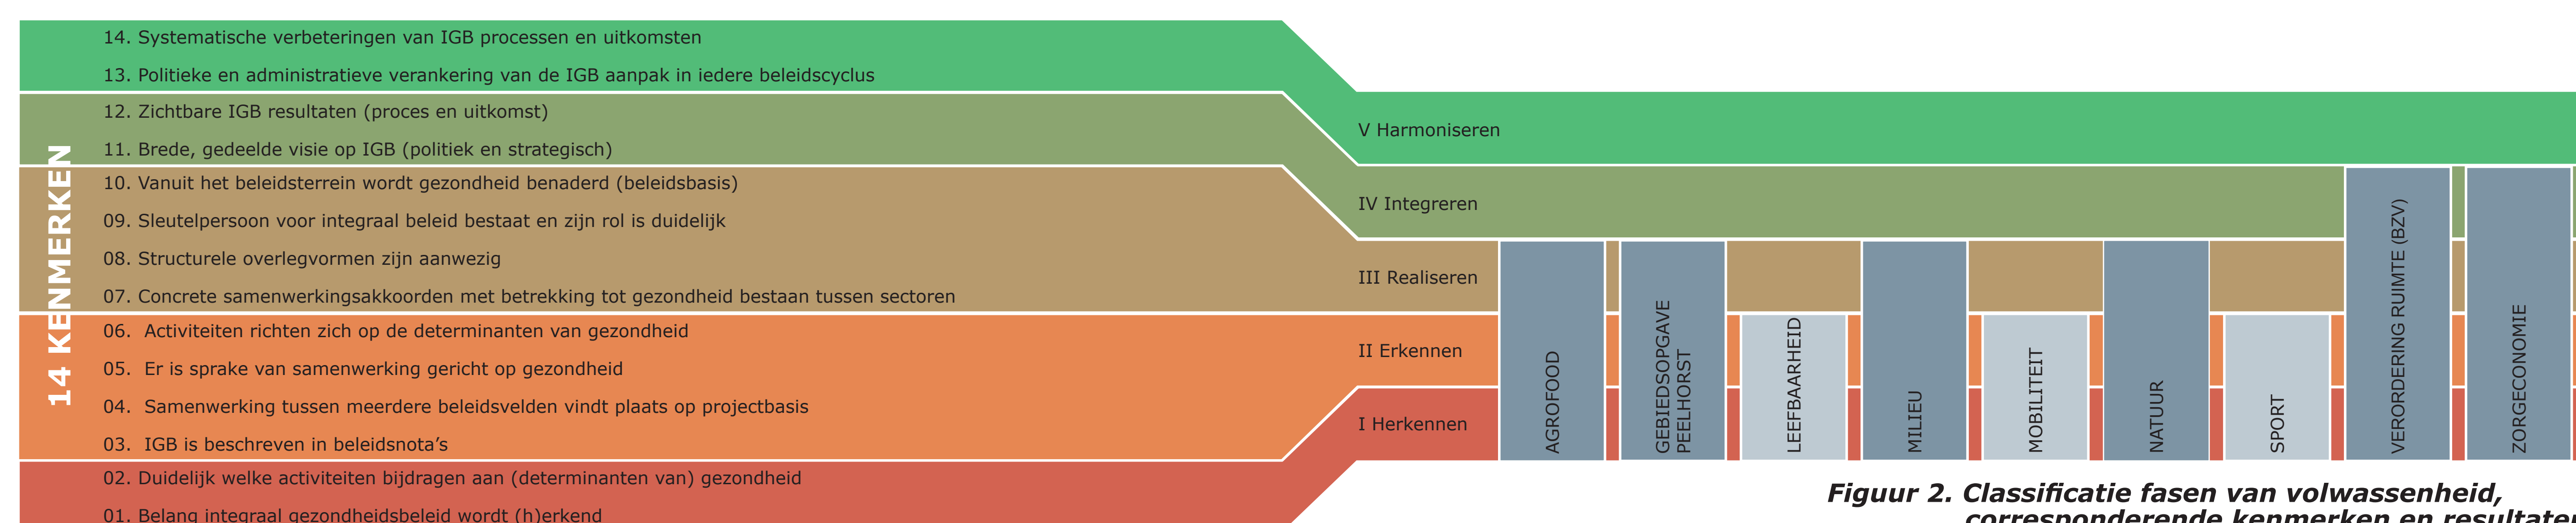 14 KENMERKEN
14. Systematische verbeteringen van IGB processen en uitkomsten
13. Politieke en administratieve verankering van de IGB aanpak in iedere beleidscyclus
12. Zichtbare IGB resultaten (proces en uitkomst)
11. Brede, gedeelde visie op IGB (politiek en strategisch)
10. Vanuit het beleidsterrein wordt gezondheid benaderd (beleidsbasis)
09. Sleutelpersoon voor integraal beleid bestaat en zijn rol is duidelijk
08. Structurele overlegvormen zijn aanwezig
07. Concrete samenwerkingsakkoorden met betrekking tot gezondheid bestaan tussen sectoren
06. Activiteiten richten zich op de determinanten van gezondheid
05. Er is sprake van samenwerking gericht op gezondheid
04. Samenwerking tussen meerdere beleidsvelden vindt plaats op projectbasis
03. IGB is beschreven in beleidsnota's
02. Duidelijk welke activiteiten bijdragen aan (determinanten van) gezondheid
01. Belang integraal gezondheidsbeleid wordt (h)erkend
V Harmoniseren
IV Integreren
III Realiseren
II Erkennen
I Herkennen
AGROFOOD
GEBIEDSOPGAVE
PEELHORST
LEEFBAARHEID
MILIEU
MOBILITEIT
NATUUR
SPORT
VERORDERING RUIMTE (BZV)
ZORGECONOMIE
Figuur 2. Classificatie fasen van volwassenheid,
corresponderende kenmerken en resultaten